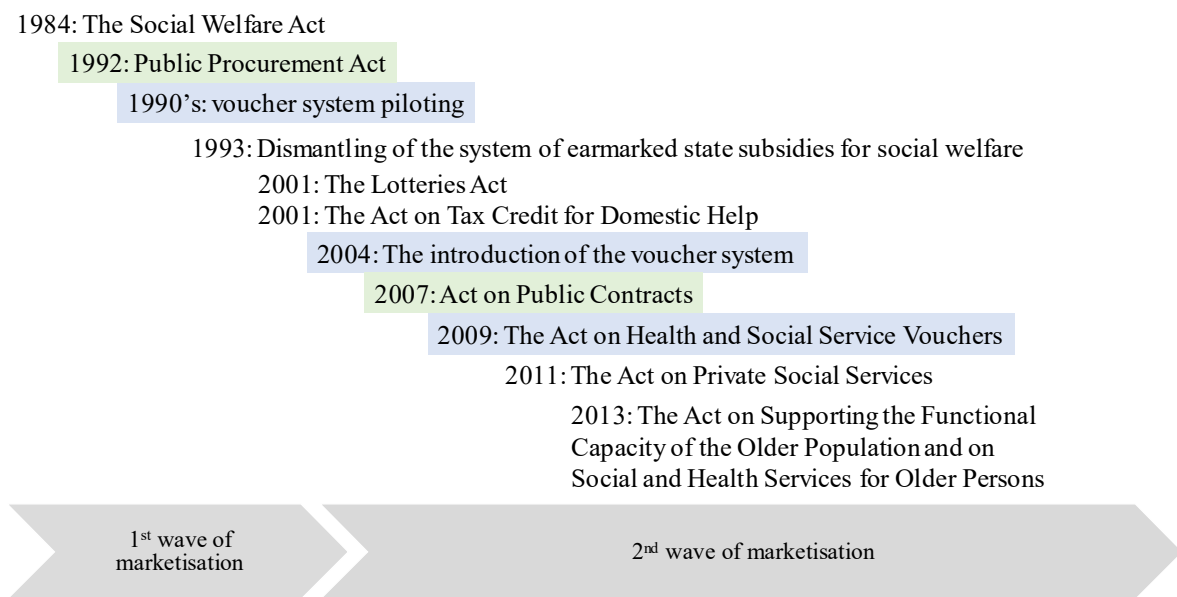 1984: The Social Welfare Act
1992: Public Procurement Act
1990’s: voucher system piloting
1993: Dismantling of the system of earmarked state subsidies for social welfare
2001: The Lotteries Act
2001: The Act on Tax Credit for Domestic Help
2004: The introduction of the voucher system
2007: Act on Public Contracts
2009: The Act on Health and Social Service Vouchers
2011: The Act on Private Social Services
2013: The Act on Supporting the Functional
Capacity of the Older Population and on
Social and Health Services for Older Persons
1st wave of
marketisation
2nd wave of marketisation